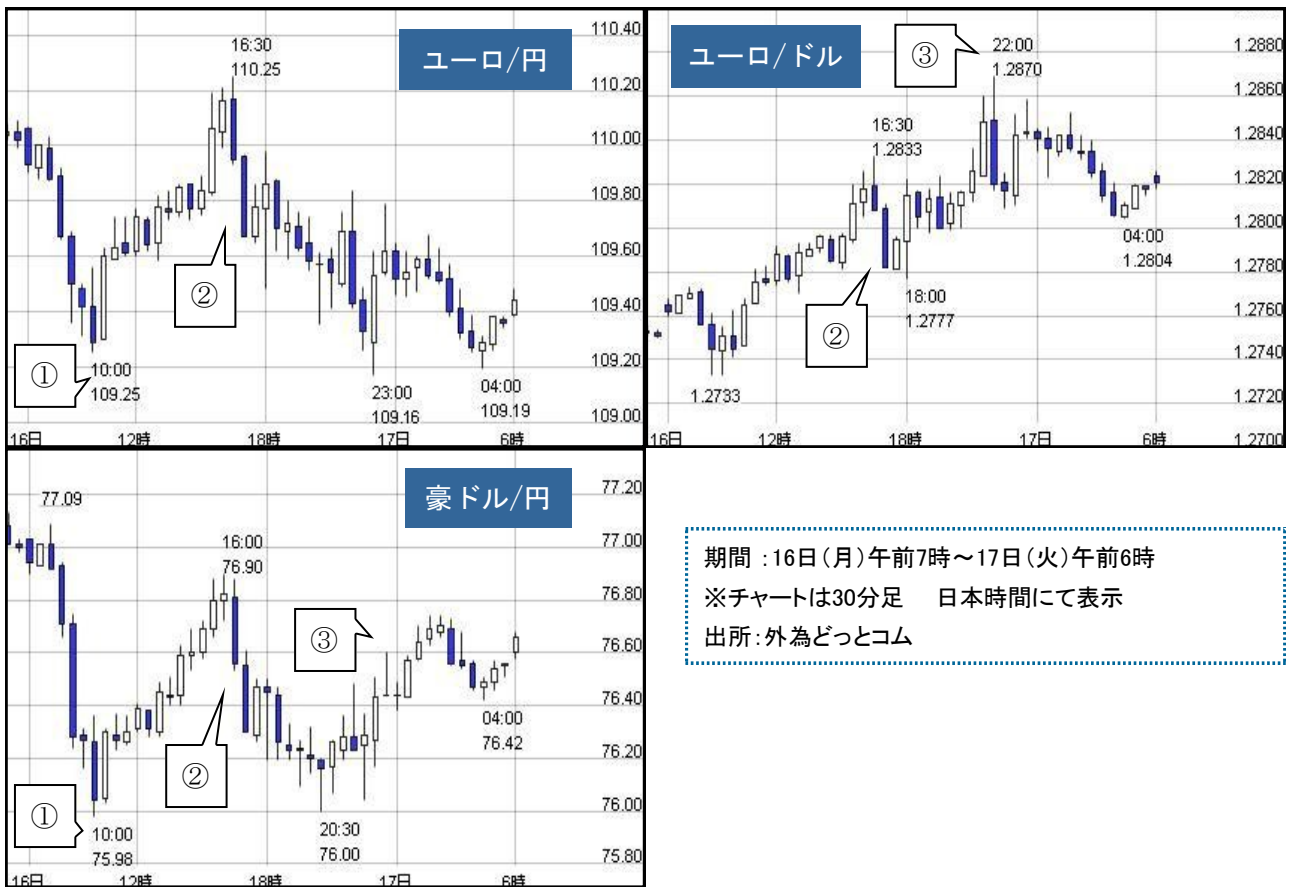 ユーロ/円
16:30
110.25
②
①
10:00
109.25
23:00
109.16
04:00
109.19
110.40
110.20
110.00
109.80
109.60
109.40
109.20
109.00
16日
12時
18時
17日
6時
ユーロ/ドル
③
22:00
1.2870
16:30
1.2833
②
18:00
1.2777
1.2733
04:00
1.2804
1.2880
1.2860
1.2840
1.2820
1.2800
1.2780
1.2760
1.2740
1.2720
1.2700
16日
12時
18時
17日
6時
豪ドル/円
77.09
16:00
76.90
③
②
①
10:00
75.98
20:30
76.00
04:00
76.42
77.20
77.00
76.80
76.60
76.40
76.20
76.00
75.80
16日
12時
18時
17日
6時
期間 :16日(月)午前7時~17日(火)午前6時
※チャートは30分足 日本時間にて表示
出所:外為どっとコム